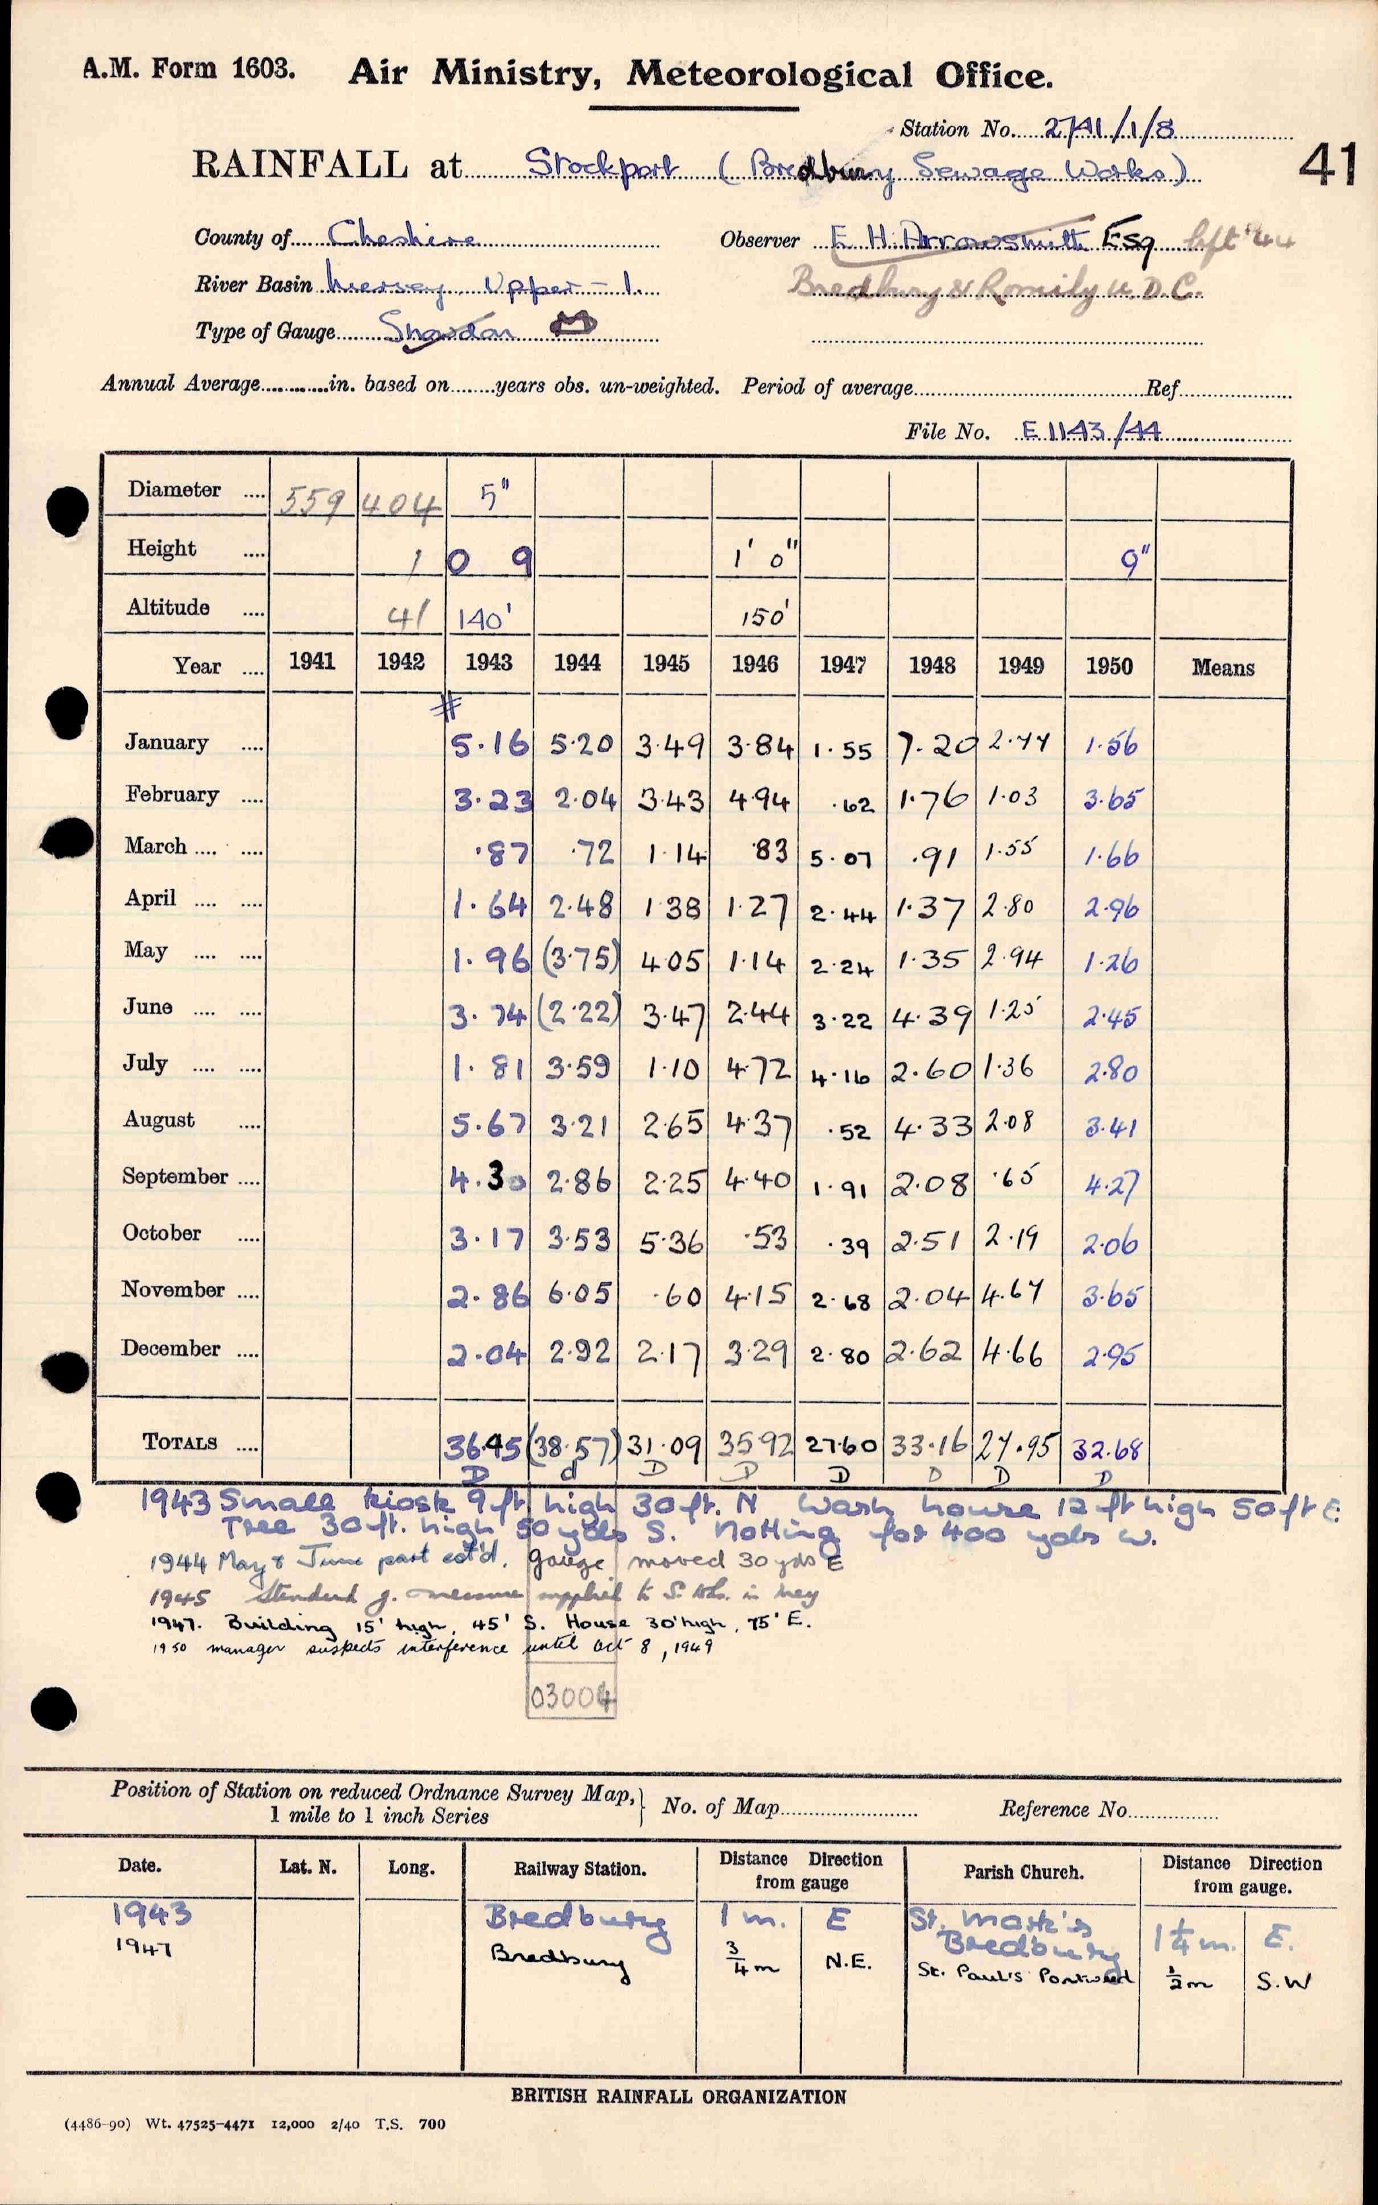 A.M. Form 1603. Air Ministry, Meteorological Office.
Station No. 2741/1/8
RAINFALL at Stockport (Bredbury Sewage Works)
41
County of Cheshire Observer E H Arrowsmith Esq left '44
River Basin Mersey Upper - 1. Bredbury & Romily U.D.C.
Type of Gauge Snowdon M
Annual Average in. based on years obs. un-weighted. Period of average Ref
File No. E 1143/44
Diameter 559 404 5"
Height 1 0 9 1' 0" 9"
Altitude 41 140' 150'
Year 1941 1942 1943 1944 1945 1946 1947 1948 1949 1950 Means
#
January 5.16 5.20 3.49 3.84 1.55 7.20 2.77 1.56
February 3.23 2.04 3.43 4.94 .62 1.76 1.03 3.65
March .87 .72 1.14 .83 5.07 .91 1.55 1.66
April 1.64 2.48 1.38 1.27 2.44 1.37 2.80 2.96
May 1.96 (3.75) 4.05 1.14 2.24 1.35 2.94 1.26
June 3.74 (2.22) 3.47 2.44 3.22 4.39 1.25 2.45
July 1.81 3.59 1.10 4.72 4.16 2.60 1.36 2.80
August 5.67 3.21 2.65 4.37 .52 4.33 2.08 3.41
September 4.30 2.86 2.25 4.40 1.91 2.08 .65 4.27
October 3.17 3.53 5.36 .53 .39 2.51 2.19 2.06
November 2.86 6.05 .60 4.15 2.68 2.04 4.67 3.65
December 2.04 2.92 2.17 3.29 2.80 2.62 4.66 2.95
TOTALS 36.45 (38.57) 31.09 35.92 27.60 33.16 27.95 32.68
D d D D D D D D
1943 Small kiosk 9ft high 30ft. N Wash house 12ft high 50ft E
Tree 30ft. high 50 yds S. Nothing for 400 yds W.
1944 May & June part est'd. Gauge moved 30 yds E
1945 Standard g. measure supplied to S. in May
1947. Building 15' high, 45' S. House 30' high, 75' E.
1950 manager suspects interference until Oct 8, 1949
03004
Position of Station on reduced Ordnance Survey Map,
1 mile to 1 inch Series
No. of Map Reference No.
Date. Lat. N. Long. Railway Station. Distance Direction from gauge Parish Church. Distance Direction from gauge.
1943 Bredbury 1 m. E St. Mark's Bredbury 1 1/4 m. E.
1947 Bredbury 3/4 m N.E. St. Paul's Portwood 1/2 m S.W
BRITISH RAINFALL ORGANIZATION
(4486-90) Wt. 47525-4471 12,000 2/40 T.S. 700